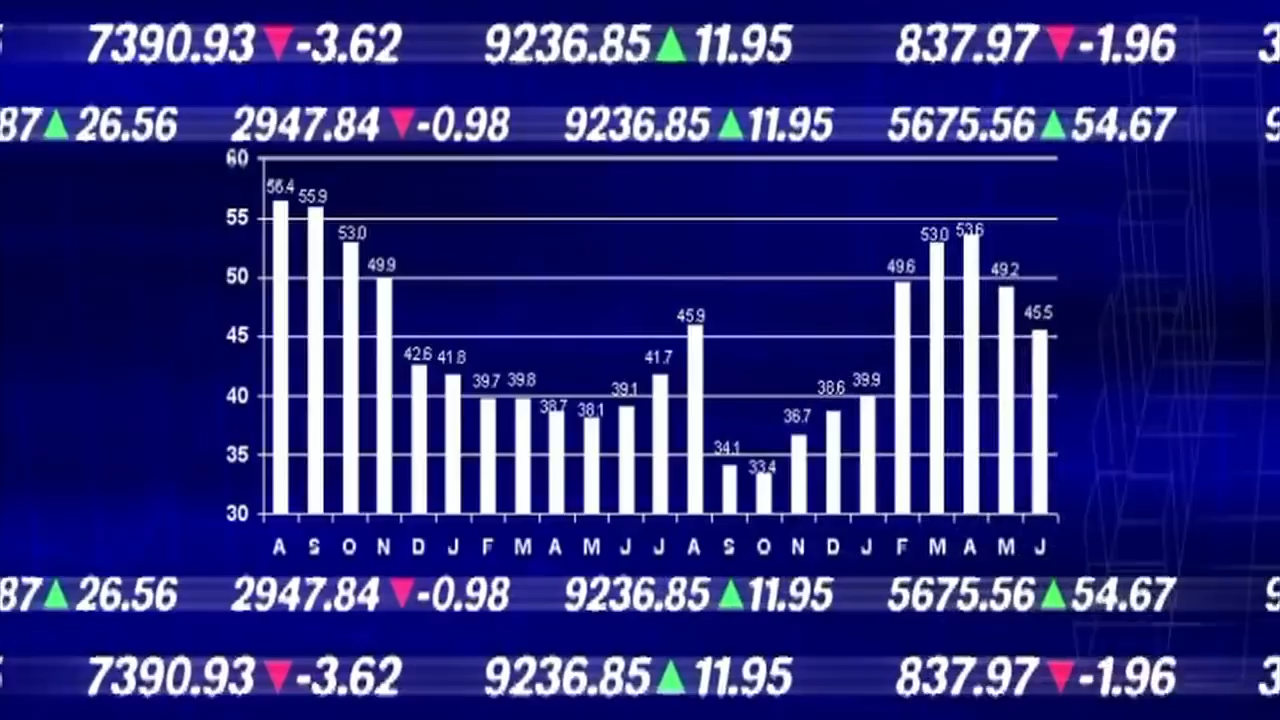 7390.93▼-3.62 9236.85▲11.95 837.97▼-1.96
87▲26.56 2947.84▼-0.98 9236.85▲11.95 5675.56▲54.67
60
56.4 55.9 53.0 49.9 42.6 41.8 39.7 39.8 38.7 38.1 39.1 41.7 45.9 34.1 33.4 36.7 38.6 39.9 49.6 53.0 53.6 49.2 45.5
55
50
45
40
35
30
A S O N D J F M A M J J A S O N D J F M A M J
87▲26.56 2947.84▼-0.98 9236.85▲11.95 5675.56▲54.67
7390.93▼-3.62 9236.85▲11.95 837.97▼-1.96